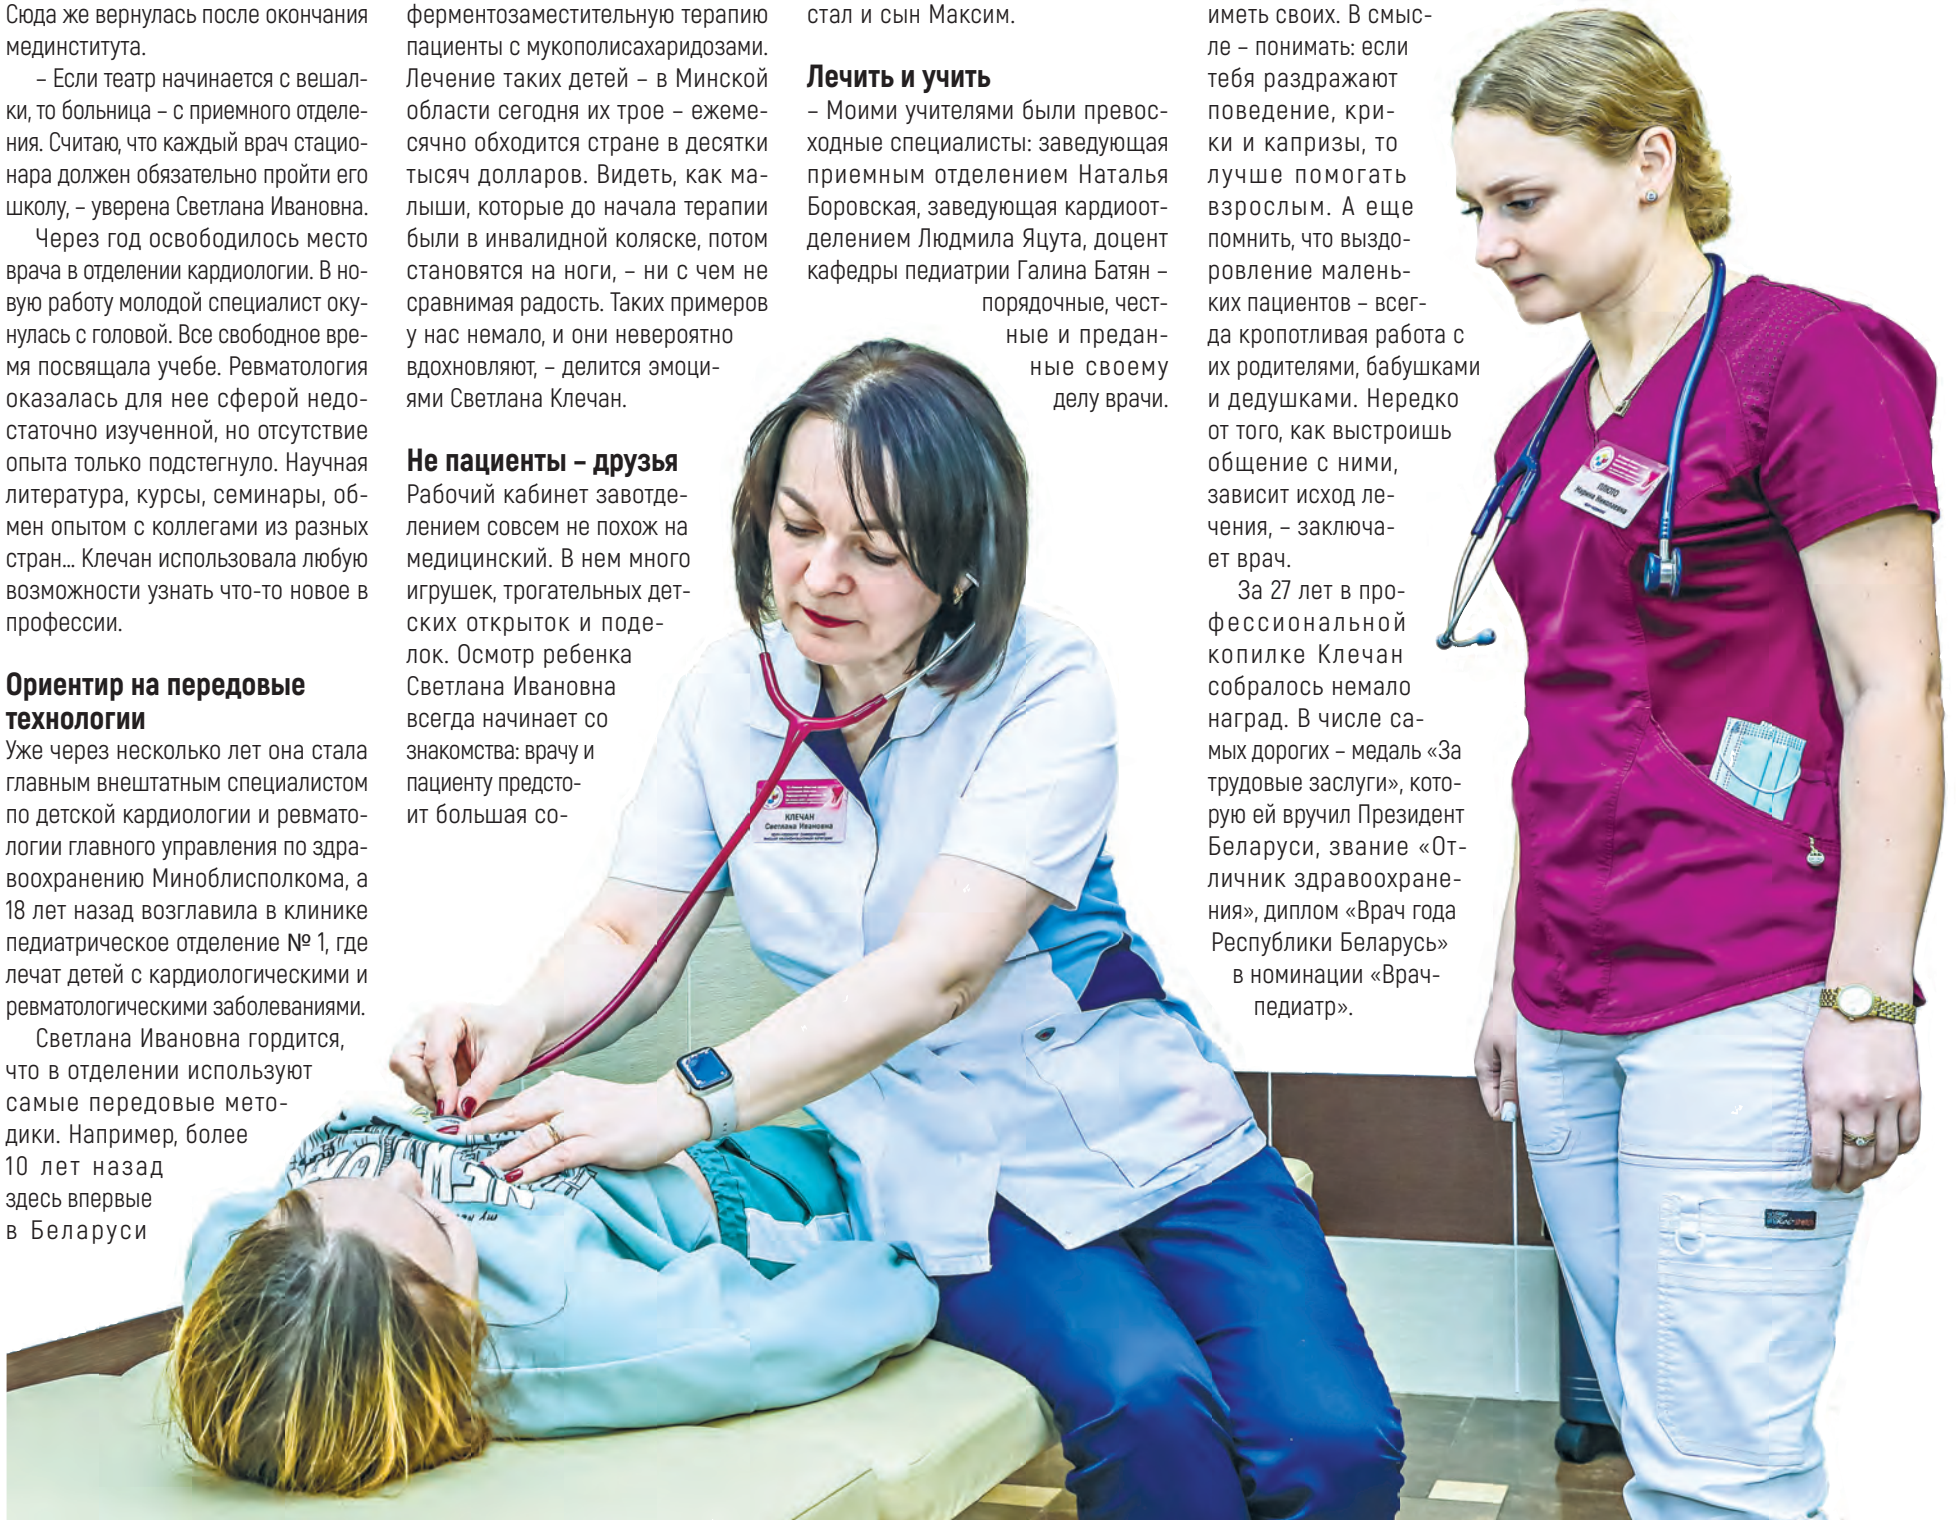 Сюда же вернулась после окончания
мединститута.
– Если театр начинается с вешал-
ки, то больница – с приемного отделе-
ния. Считаю, что каждый врач стацио-
нара должен обязательно пройти его
школу, – уверена Светлана Ивановна.
Через год освободилось место
врача в отделении кардиологии. В но-
вую работу молодой специалист оку-
нулась с головой. Все свободное вре-
мя посвящала учебе. Ревматология
оказалась для нее сферой недо-
статочно изученной, но отсутствие
опыта только подстегнуло. Научная
литература, курсы, семинары, об-
мен опытом с коллегами из разных
стран... Клечан использовала любую
возможности узнать что-то новое в
профессии.
Ориентир на передовые
технологии
Уже через несколько лет она стала
главным внештатным специалистом
по детской кардиологии и ревмато-
логии главного управления по здра-
воохранению Миноблисполкома, а
18 лет назад возглавила в клинике
педиатрическое отделение № 1, где
лечат детей с кардиологическими и
ревматологическими заболеваниями.
Светлана Ивановна гордится,
что в отделении используют
самые передовые мето-
дики. Например, более
10 лет назад
здесь впервые
в Беларуси
ферментозаместительную терапию
пациенты с мукополисахаридозами.
Лечение таких детей – в Минской
области сегодня их трое – ежеме-
сячно обходится стране в десятки
тысяч долларов. Видеть, как ма-
лыши, которые до начала терапии
были в инвалидной коляске, потом
становятся на ноги, – ни с чем не
сравнимая радость. Таких примеров
у нас немало, и они невероятно
вдохновляют, – делится эмоци-
ями Светлана Клечан.
Не пациенты – друзья
Рабочий кабинет завотде-
лением совсем не похож на
медицинский. В нем много
игрушек, трогательных дет-
ских открыток и поде-
лок. Осмотр ребенка
Светлана Ивановна
всегда начинает со
знакомства: врачу и
пациенту предсто-
ит большая со-
стал и сын Максим.
Лечить и учить
– Моими учителями были превос-
ходные специалисты: заведующая
приемным отделением Наталья
Боровская, заведующая кардиоот-
делением Людмила Яцута, доцент
кафедры педиатрии Галина Батян –
порядочные, чест-
ные и предан-
ные своему
делу врачи.
иметь своих. В смыс-
ле – понимать: если
тебя раздражают
поведение, кри-
ки и капризы, то
лучше помогать
взрослым. А еще
помнить, что выздо-
ровление малень-
ких пациентов – всег-
да кропотливая работа с
их родителями, бабушками
и дедушками. Нередко
от того, как выстроишь
общение с ними,
зависит исход ле-
чения, – заключа-
ет врач.
За 27 лет в про-
фессиональной
копилке Клечан
собралось немало
наград. В числе са-
мых дорогих – медаль «За
трудовые заслуги», кото-
рую ей вручил Президент
Беларуси, звание «От-
личник здравоохране-
ния», диплом «Врач года
Республики Беларусь»
в номинации «Врач-
педиатр».
КЛЕЧАН
Светлана Ивановна
Николаевна